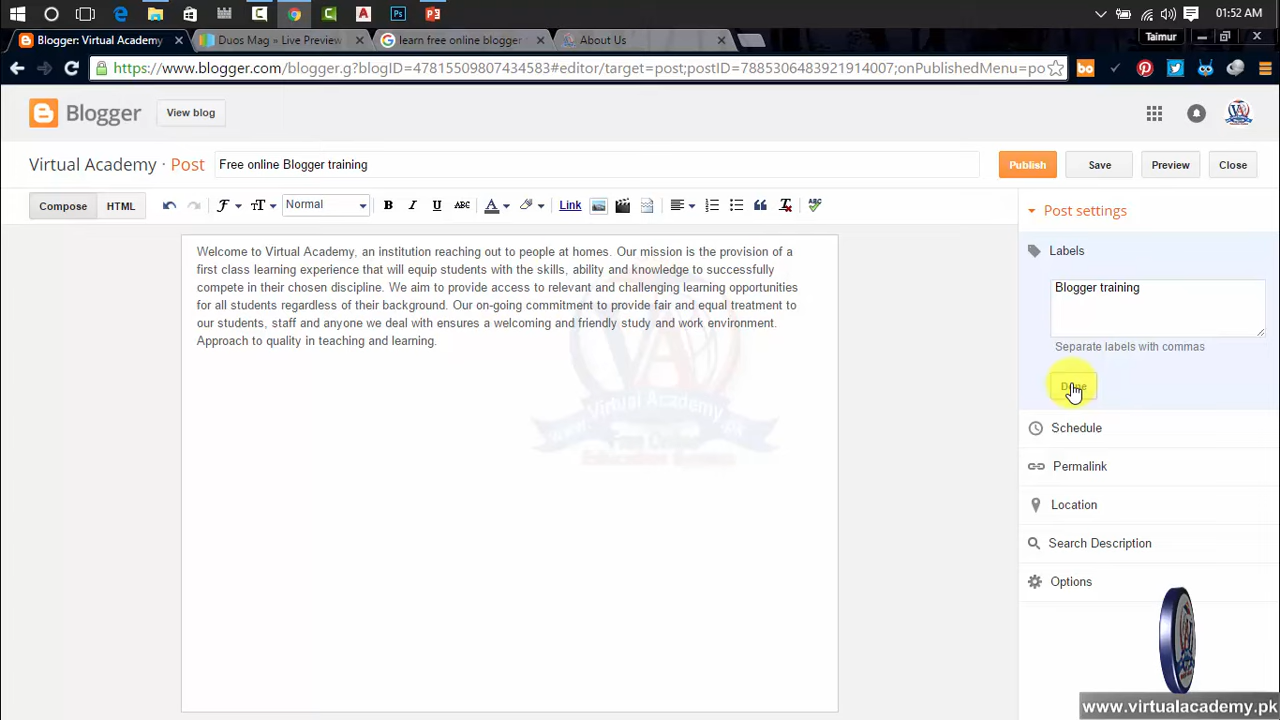 01:52 AM
Blogger: Virtual Academy
Duos Mag » Live Preview
learn free online blogger
About Us
Taimur
https://www.blogger.com/blogger.g?blogID=47815509807434583#editor/target=post;postID=7885306483921914007;onPublishedMenu=po
Blogger
View blog
Virtual Academy · Post
Free online Blogger training
Publish
Save
Preview
Close
Compose
HTML
Normal
Link
Post settings
Welcome to Virtual Academy, an institution reaching out to people at homes. Our mission is the provision of a
first class learning experience that will equip students with the skills, ability and knowledge to successfully
compete in their chosen discipline. We aim to provide access to relevant and challenging learning opportunities
for all students regardless of their background. Our on-going commitment to provide fair and equal treatment to
our students, staff and anyone we deal with ensures a welcoming and friendly study and work environment.
Approach to quality in teaching and learning.
Labels
Blogger training
Separate labels with commas
Done
Schedule
Permalink
Location
Search Description
Options
Virtual Academy
www.virtualacademy.pk